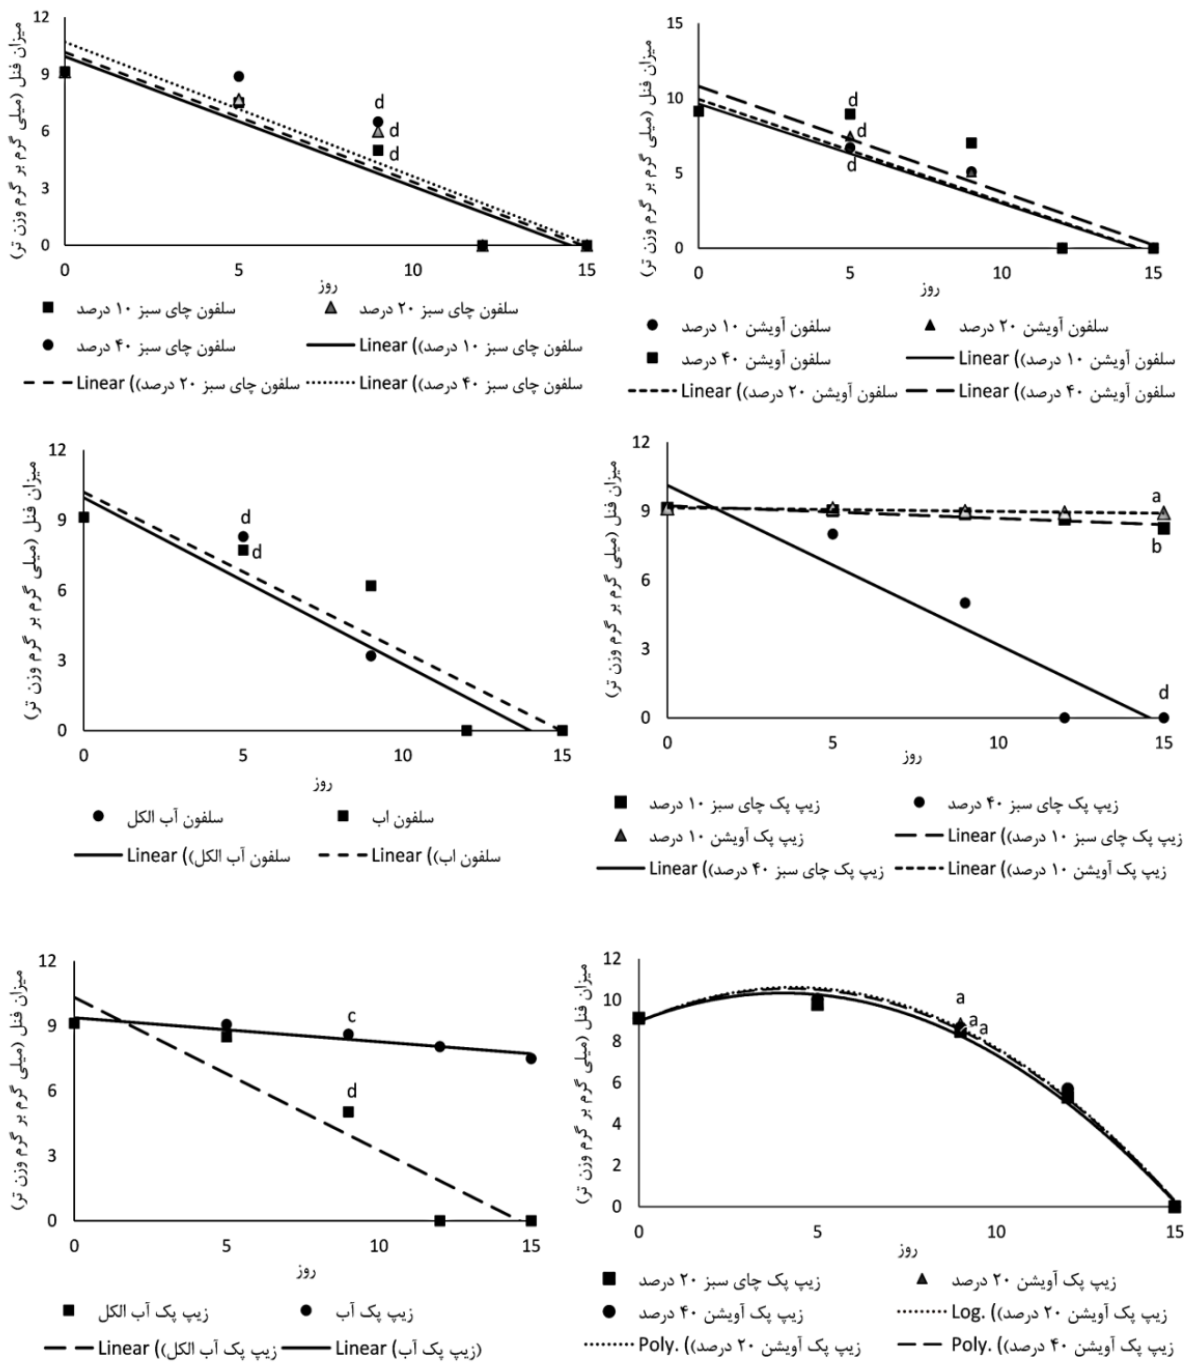 میزان فنل (میلی گرم بر گرم وزن تر)
12
9
6
3
0
d
d
d
0
5
10
15
روز
سلفون چای سبز ۱۰ درصد
سلفون چای سبز ۲۰ درصد
سلفون چای سبز ۴۰ درصد
Linear ((سلفون چای سبز ۱۰ درصد
Linear ((سلفون چای سبز ۲۰ درصد
Linear ((سلفون چای سبز ۴۰ درصد
میزان فنل (میلی گرم بر گرم وزن تر)
15
10
5
0
d
d
d
0
5
10
15
روز
سلفون آویشن ۱۰ درصد
سلفون آویشن ۲۰ درصد
سلفون آویشن ۴۰ درصد
Linear ((سلفون آویشن ۱۰ درصد
Linear ((سلفون آویشن ۲۰ درصد
Linear ((سلفون آویشن ۴۰ درصد
میزان فنل (میلی گرم بر گرم وزن تر)
12
9
6
3
0
d
d
0
5
10
15
روز
سلفون آب الکل
سلفون اب
Linear ((سلفون آب الکل
Linear ((سلفون اب
میزان فنل (میلی گرم بر گرم وزن تر)
12
9
6
3
0
a
b
d
0
5
10
15
روز
زیپ پک چای سبز ۱۰ درصد
زیپ پک چای سبز ۴۰ درصد
زیپ پک آویشن ۱۰ درصد
Linear ((زیپ پک چای سبز ۱۰ درصد
Linear ((زیپ پک چای سبز ۴۰ درصد
Linear ((زیپ پک آویشن ۱۰ درصد
میزان فنل (میلی گرم بر گرم وزن تر)
12
9
6
3
0
c
d
0
5
10
15
روز
زیپ پک آب الکل
زیپ پک آب
Linear ((زیپ پک آب الکل
Linear (زیپ پک آب)
میزان فنل (میلی گرم بر گرم وزن تر)
12
10
8
6
4
2
0
a
a
a
0
5
10
15
روز
زیپ پک چای سبز ۲۰ درصد
زیپ پک آویشن ۲۰ درصد
زیپ پک آویشن ۴۰ درصد
Log. ((زیپ پک آویشن ۲۰ درصد
Poly. ((زیپ پک آویشن ۲۰ درصد
Poly. ((زیپ پک آویشن ۴۰ درصد